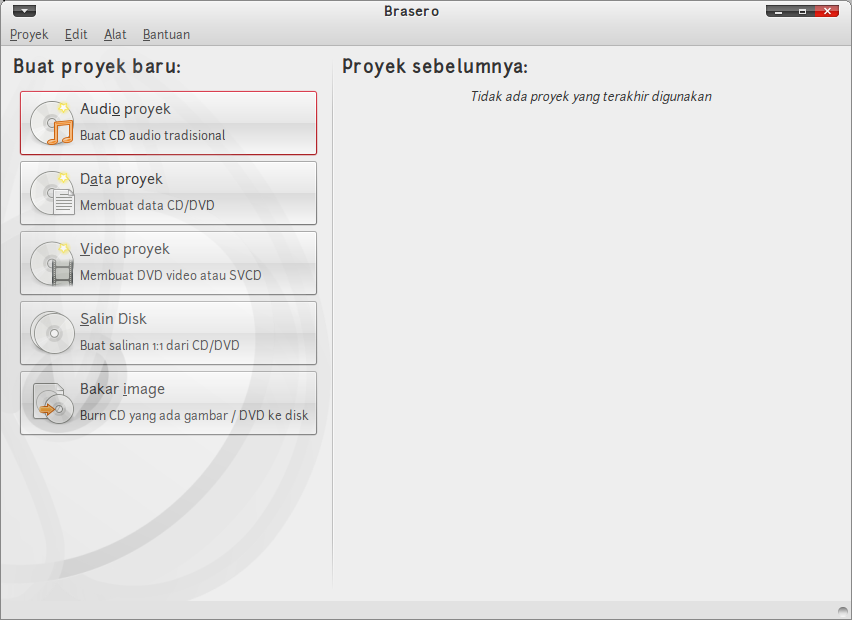 Brasero
Proyek Edit Alat Bantuan
Buat proyek baru:
Audio proyek
Buat CD audio tradisional
Data proyek
Membuat data CD/DVD
Video proyek
Membuat DVD video atau SVCD
Salin Disk
Buat salinan 1:1 dari CD/DVD
Bakar image
Burn CD yang ada gambar / DVD ke disk
Proyek sebelumnya:
Tidak ada proyek yang terakhir digunakan